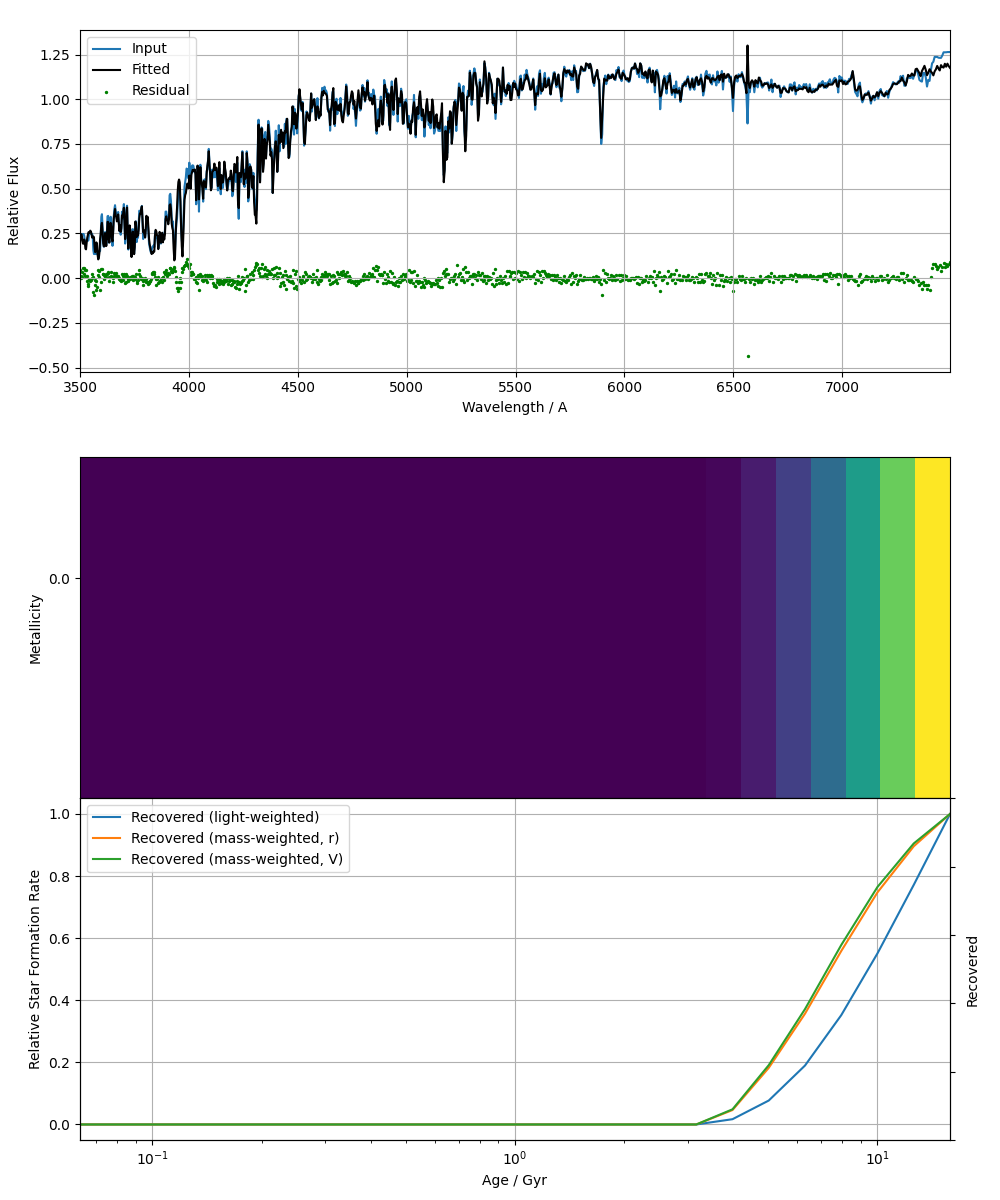 1.25
1.00
0.75
0.50
0.25
0.00
−0.25
−0.50
Relative Flux
Input
Fitted
Residual
3500 4000 4500 5000 5500 6000 6500 7000
Wavelength / A
0.0
Metallicity
1.0
0.8
0.6
0.4
0.2
0.0
Relative Star Formation Rate
Recovered (light-weighted)
Recovered (mass-weighted, r)
Recovered (mass-weighted, V)
Recovered
10⁻¹ 10⁰ 10¹
Age / Gyr